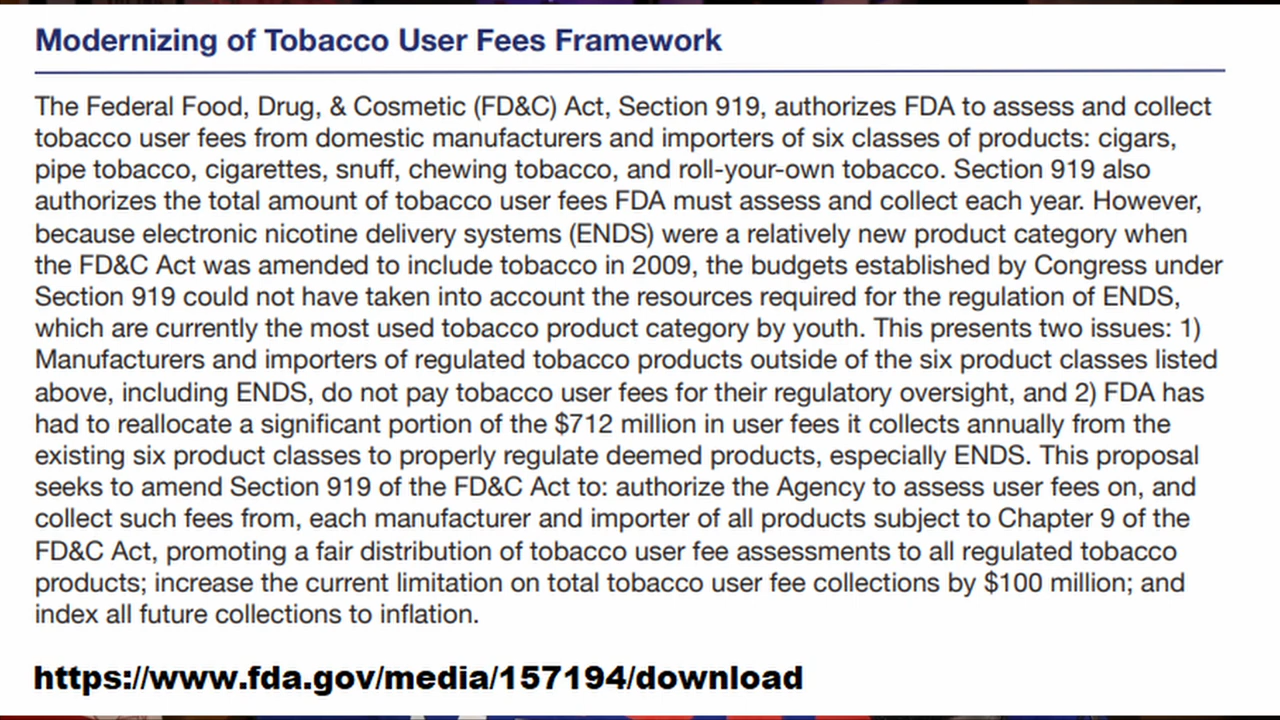 Modernizing of Tobacco User Fees Framework
The Federal Food, Drug, & Cosmetic (FD&C) Act, Section 919, authorizes FDA to assess and collect
tobacco user fees from domestic manufacturers and importers of six classes of products: cigars,
pipe tobacco, cigarettes, snuff, chewing tobacco, and roll-your-own tobacco. Section 919 also
authorizes the total amount of tobacco user fees FDA must assess and collect each year. However,
because electronic nicotine delivery systems (ENDS) were a relatively new product category when
the FD&C Act was amended to include tobacco in 2009, the budgets established by Congress under
Section 919 could not have taken into account the resources required for the regulation of ENDS,
which are currently the most used tobacco product category by youth. This presents two issues: 1)
Manufacturers and importers of regulated tobacco products outside of the six product classes listed
above, including ENDS, do not pay tobacco user fees for their regulatory oversight, and 2) FDA has
had to reallocate a significant portion of the $712 million in user fees it collects annually from the
existing six product classes to properly regulate deemed products, especially ENDS. This proposal
seeks to amend Section 919 of the FD&C Act to: authorize the Agency to assess user fees on, and
collect such fees from, each manufacturer and importer of all products subject to Chapter 9 of the
FD&C Act, promoting a fair distribution of tobacco user fee assessments to all regulated tobacco
products; increase the current limitation on total tobacco user fee collections by $100 million; and
index all future collections to inflation.
https://www.fda.gov/media/157194/download